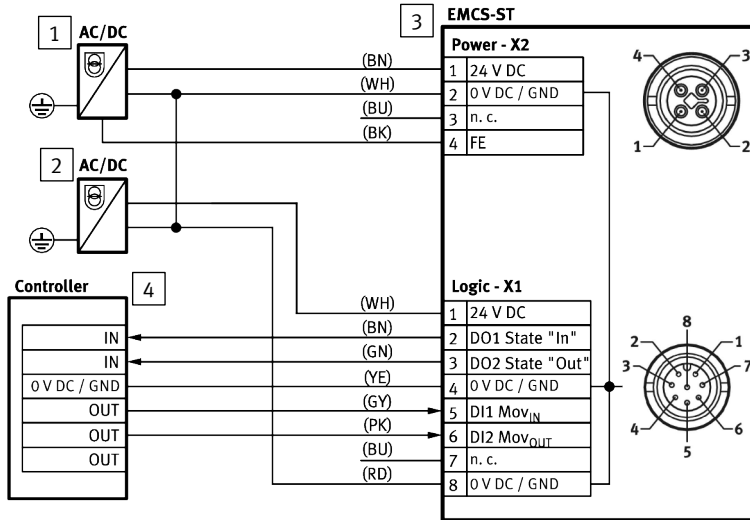 EMCS-ST
3
1 AC/DC
Power - X2
(BN) 1 24 V DC
(WH) 2 0 V DC / GND
(BU) 3 n. c.
(BK) 4 FE
4 3
1 2
2 AC/DC
Controller 4
Logic - X1
(WH) 1 24 V DC
IN (BN) 2 DO1 State "In"
IN (GN) 3 DO2 State "Out"
0 V DC / GND (YE) 4 0 V DC / GND
OUT (GY) 5 DI1 MovIN
OUT (PK) 6 DI2 MovOUT
OUT (BU) 7 n. c.
(RD) 8 0 V DC / GND
8
2 1
3 7
4 6
5